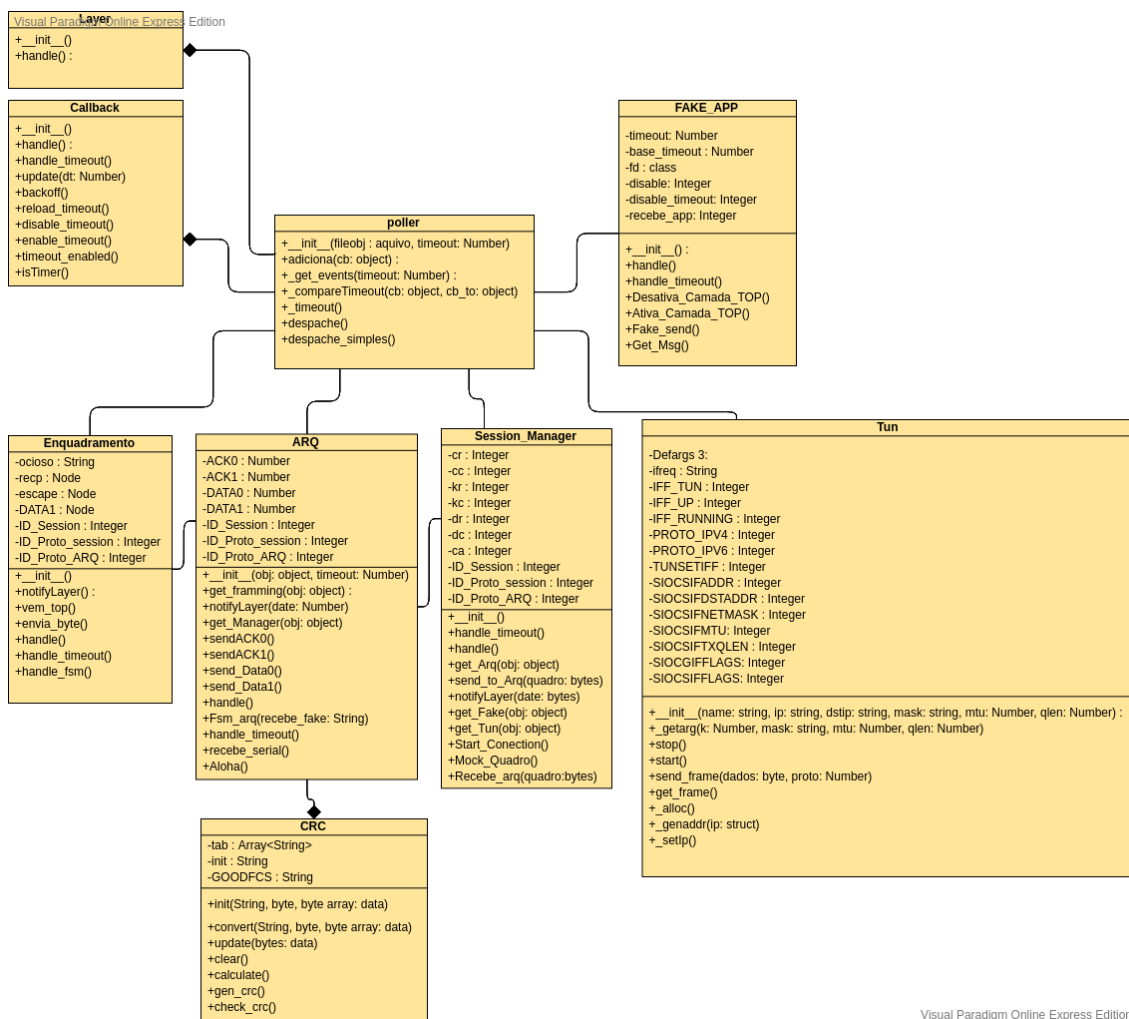 Layer
Visual Paradigm Online Express Edition
+__init__()
+handle() :
Callback
+__init__()
+handle() :
+handle_timeout()
+update(dt: Number)
+backoff()
+reload_timeout()
+disable_timeout()
+enable_timeout()
+timeout_enabled()
+isTimer()
FAKE_APP
-timeout: Number
-base_timeout : Number
-fd : class
-disable: Integer
-disable_timeout: Integer
-recebe_app: Integer
+__init__() :
+handle()
+handle_timeout()
+Desativa_Camada_TOP()
+Ativa_Camada_TOP()
+Fake_send()
+Get_Msg()
poller
+__init__(fileobj : aquivo, timeout: Number)
+adiciona(cb: object) :
+_get_events(timeout: Number) :
+_compareTimeout(cb: object, cb_to: object)
+_timeout()
+despache()
+despache_simples()
Enquadramento
-ocioso : String
-recp : Node
-escape : Node
-DATA1 : Node
-ID_Session : Integer
-ID_Proto_session : Integer
-ID_Proto_ARQ : Integer
+__init__()
+notifyLayer() :
+vem_top()
+envia_byte()
+handle()
+handle_timeout()
+handle_fsm()
ARQ
-ACK0 : Number
-ACK1 : Number
-DATA0 : Number
-DATA1 : Number
-ID_Session : Integer
-ID_Proto_session : Integer
-ID_Proto_ARQ : Integer
+__init__(obj: object, timeout: Number)
+get_framming(obj: object) :
+notifyLayer(date: Number)
+get_Manager(obj: object)
+sendACK0()
+sendACK1()
+send_Data0()
+send_Data1()
+handle()
+Fsm_arq(recebe_fake: String)
+handle_timeout()
+recebe_serial()
+Aloha()
Session_Manager
-cr : Integer
-cc : Integer
-kr : Integer
-kc : Integer
-dr : Integer
-dc : Integer
-ca : Integer
-ID_Session : Integer
-ID_Proto_session : Integer
-ID_Proto_ARQ : Integer
+__init__()
+handle_timeout()
+handle()
+get_Arq(obj: object)
+send_to_Arq(quadro: bytes)
+notifyLayer(date: bytes)
+get_Fake(obj: object)
+get_Tun(obj: object)
+Start_Conection()
+Mock_Quadro()
+Recebe_arq(quadro:bytes)
Tun
-Defargs 3:
-ifreq : String
-IFF_TUN : Integer
-IFF_UP : Integer
-IFF_RUNNING : Integer
-PROTO_IPV4 : Integer
-PROTO_IPV6 : Integer
-TUNSETIFF : Integer
-SIOCSIFADDR : Integer
-SIOCSIFDSTADDR : Integer
-SIOCSIFNETMASK : Integer
-SIOCSIFMTU: Integer
-SIOCSIFTXQLEN : Integer
-SIOCGIFFLAGS: Integer
-SIOCSIFFLAGS: Integer
+__init__(name: string, ip: string, dstip: string, mask: string, mtu: Number, qlen: Number) :
+_getarg(k: Number, mask: string, mtu: Number, qlen: Number)
+stop()
+start()
+send_frame(dados: byte, proto: Number)
+get_frame()
+_alloc()
+_genaddr(ip: struct)
+_setIp()
CRC
-tab : Array<String>
-init : String
-GOODFCS : String
+init(String, byte, byte array: data)
+convert(String, byte, byte array: data)
+update(bytes: data)
+clear()
+calculate()
+gen_crc()
+check_crc()
Visual Paradigm Online Express Edition